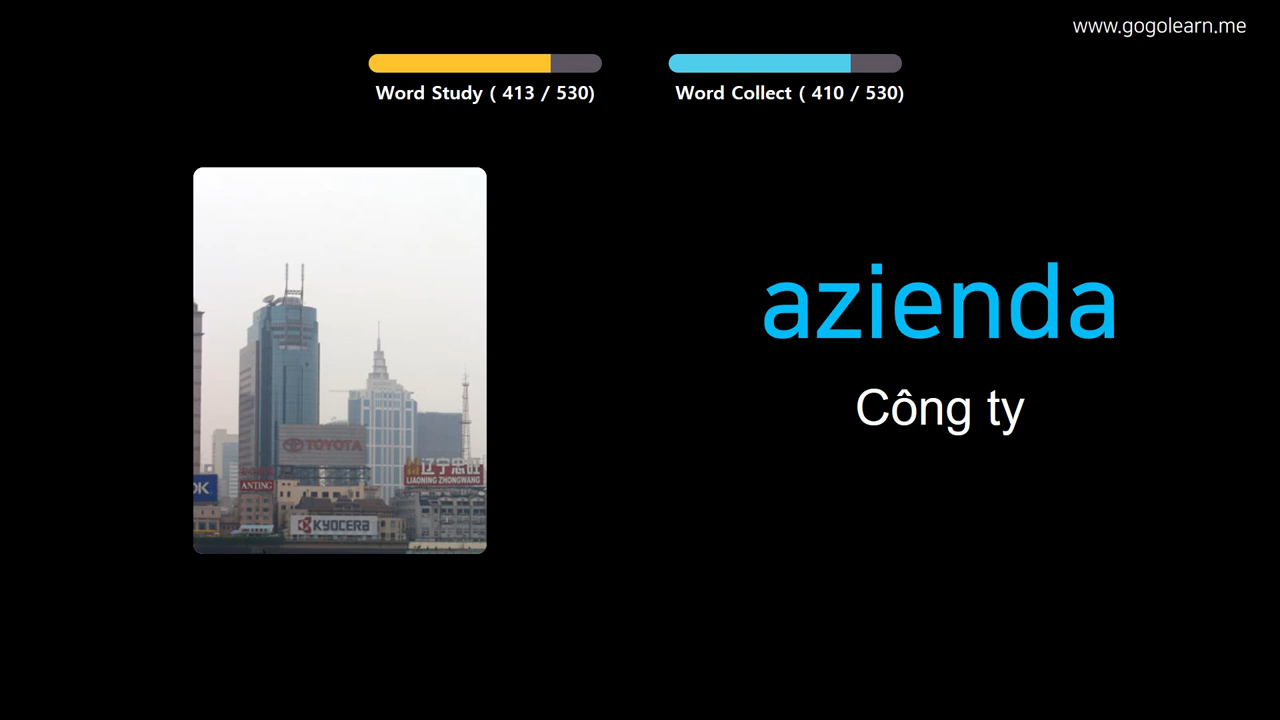 www.gogolearn.me
Word Study ( 413 / 530)
Word Collect ( 410 / 530)
azienda
Công ty
TOYOTA
辽宁忠旺
LIAONING ZHONGWANG
OK
ANTING
KYOCERA